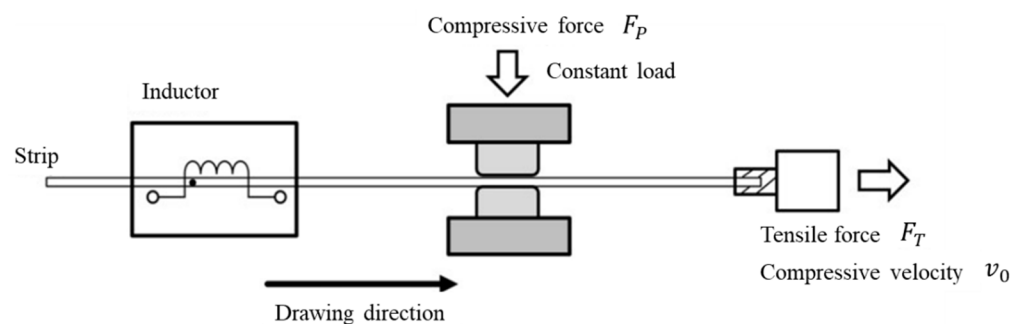 Compressive force F_P
Constant load
Inductor
Strip
Tensile force F_T
Compressive velocity v_0
Drawing direction